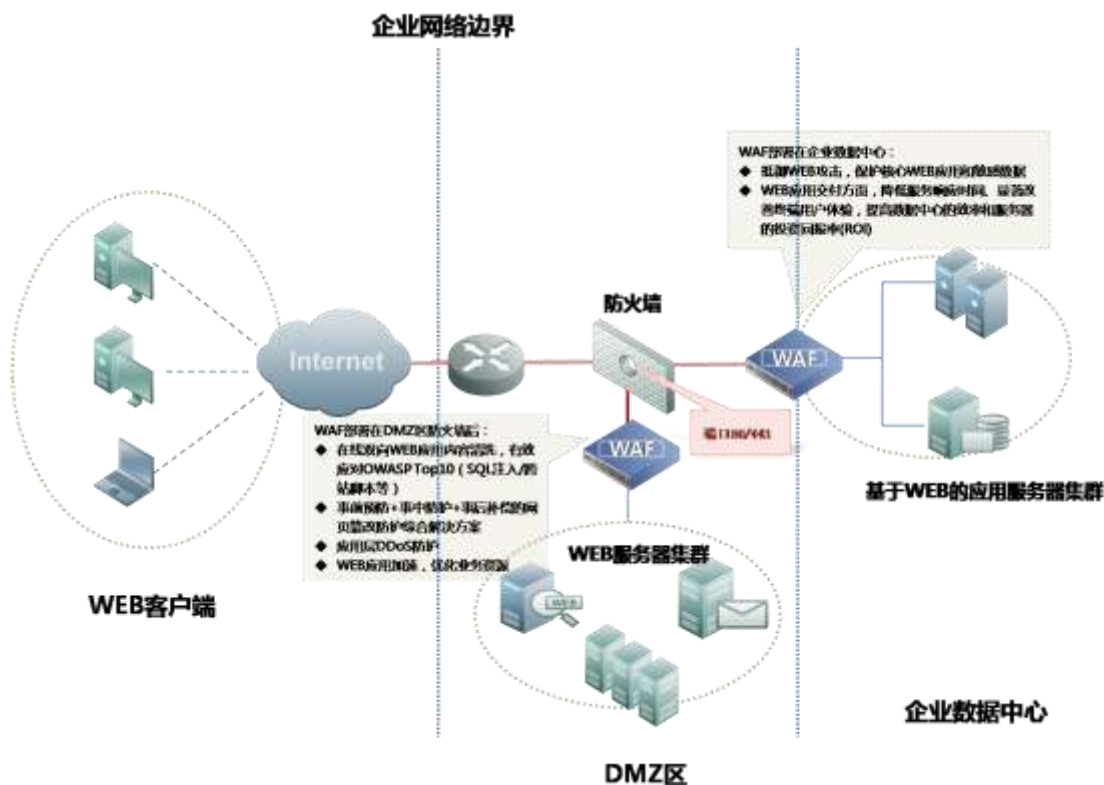 企业网络边界
WAF部署在企业数据中心：
抵御WEB攻击，保护核心WEB应用和敏感数据
WEB应用交付方面，降低服务响应时间、显著改
善终端用户体验，提高数据中心的效率和服务器
的投资回报率(ROI)
防火墙
Internet
WAF
端口80/443
WAF部署在DMZ区防火墙后：
在线双向WEB应用内容清洗，有效
应对OWASP Top10（SQL注入/跨
站脚本等）
事前预防+事中防护+事后补偿的网
页篡改防护综合解决方案
应用层DDoS防护
WEB应用加速，优化业务资源
WAF
基于WEB的应用服务器集群
WEB服务器集群
WEB
WEB客户端
企业数据中心
DMZ区